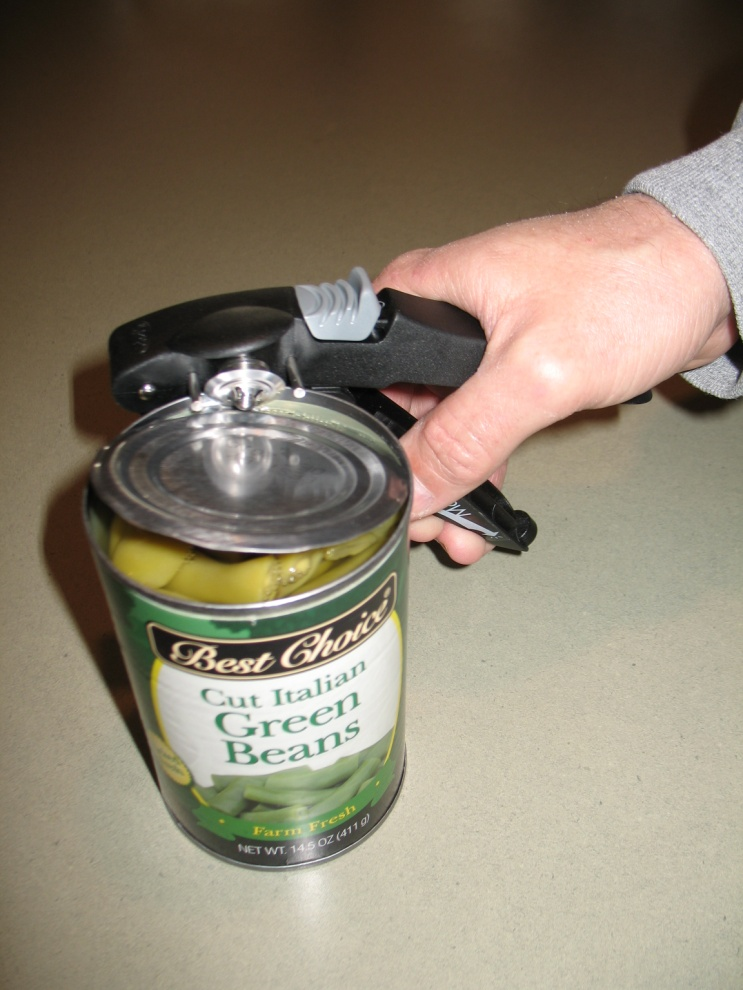 Best Choice
Cut Italian
Green
Beans
Farm Fresh
NET WT. 14.5 OZ (411 g)